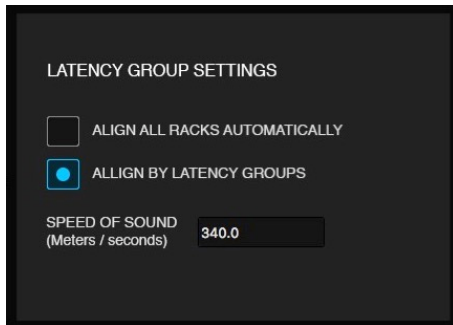 LATENCY GROUP SETTINGS
ALIGN ALL RACKS AUTOMATICALLY
ALLIGN BY LATENCY GROUPS
SPEED OF SOUND
(Meters / seconds)
340.0